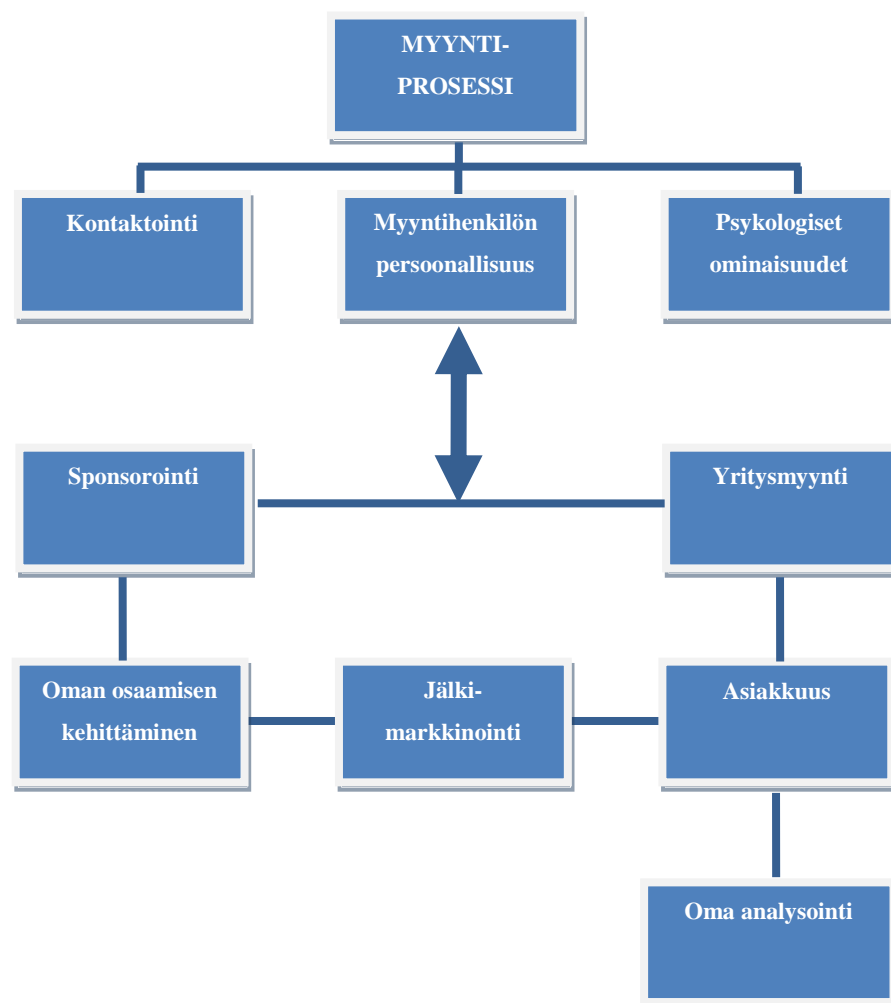 MYYNTI-
PROSESSI
Kontaktointi
Myyntihenkilön
persoonallisuus
Psykologiset
ominaisuudet
Sponsorointi
Yritysmyynti
Oman osaamisen
kehittäminen
Jälki-
markkinointi
Asiakkuus
Oma analysointi